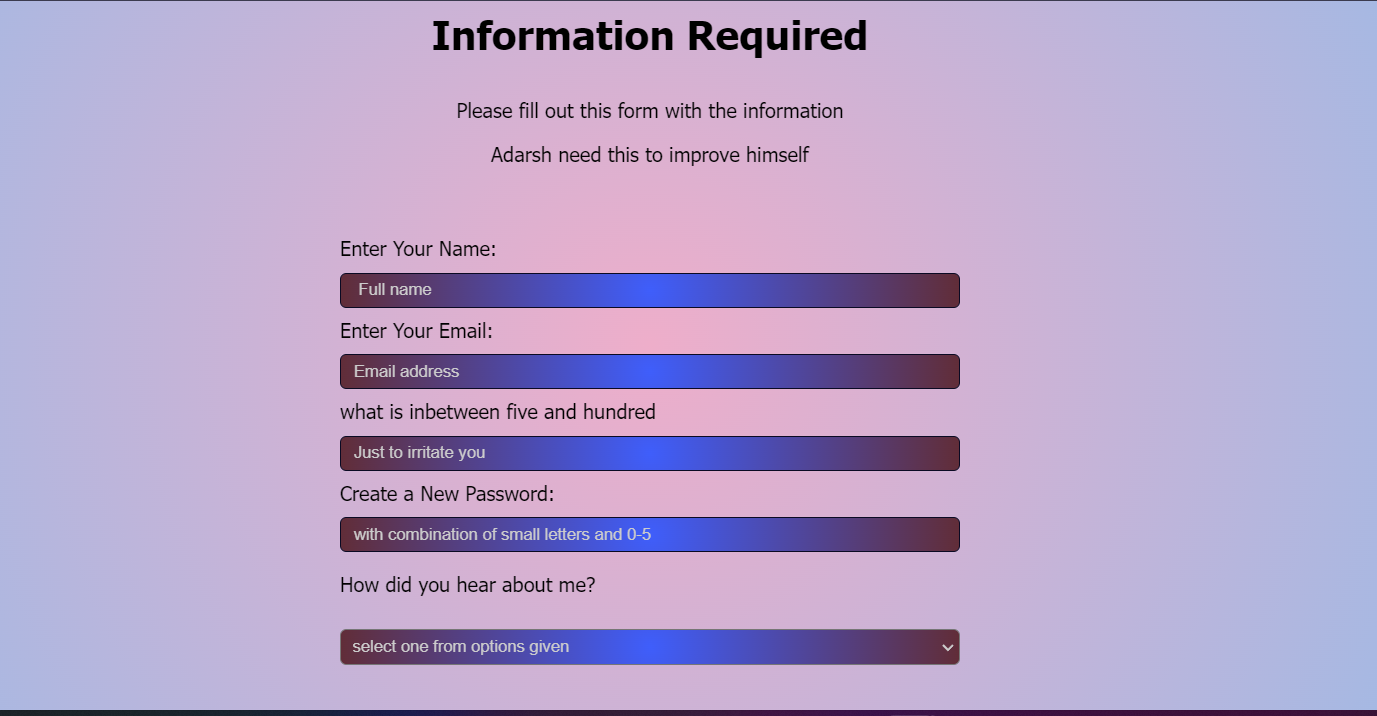 Information Required
Please fill out this form with the information
Adarsh need this to improve himself
Enter Your Name:
Full name
Enter Your Email:
Email address
what is inbetween five and hundred
Just to irritate you
Create a New Password:
with combination of small letters and 0-5
How did you hear about me?
select one from options given